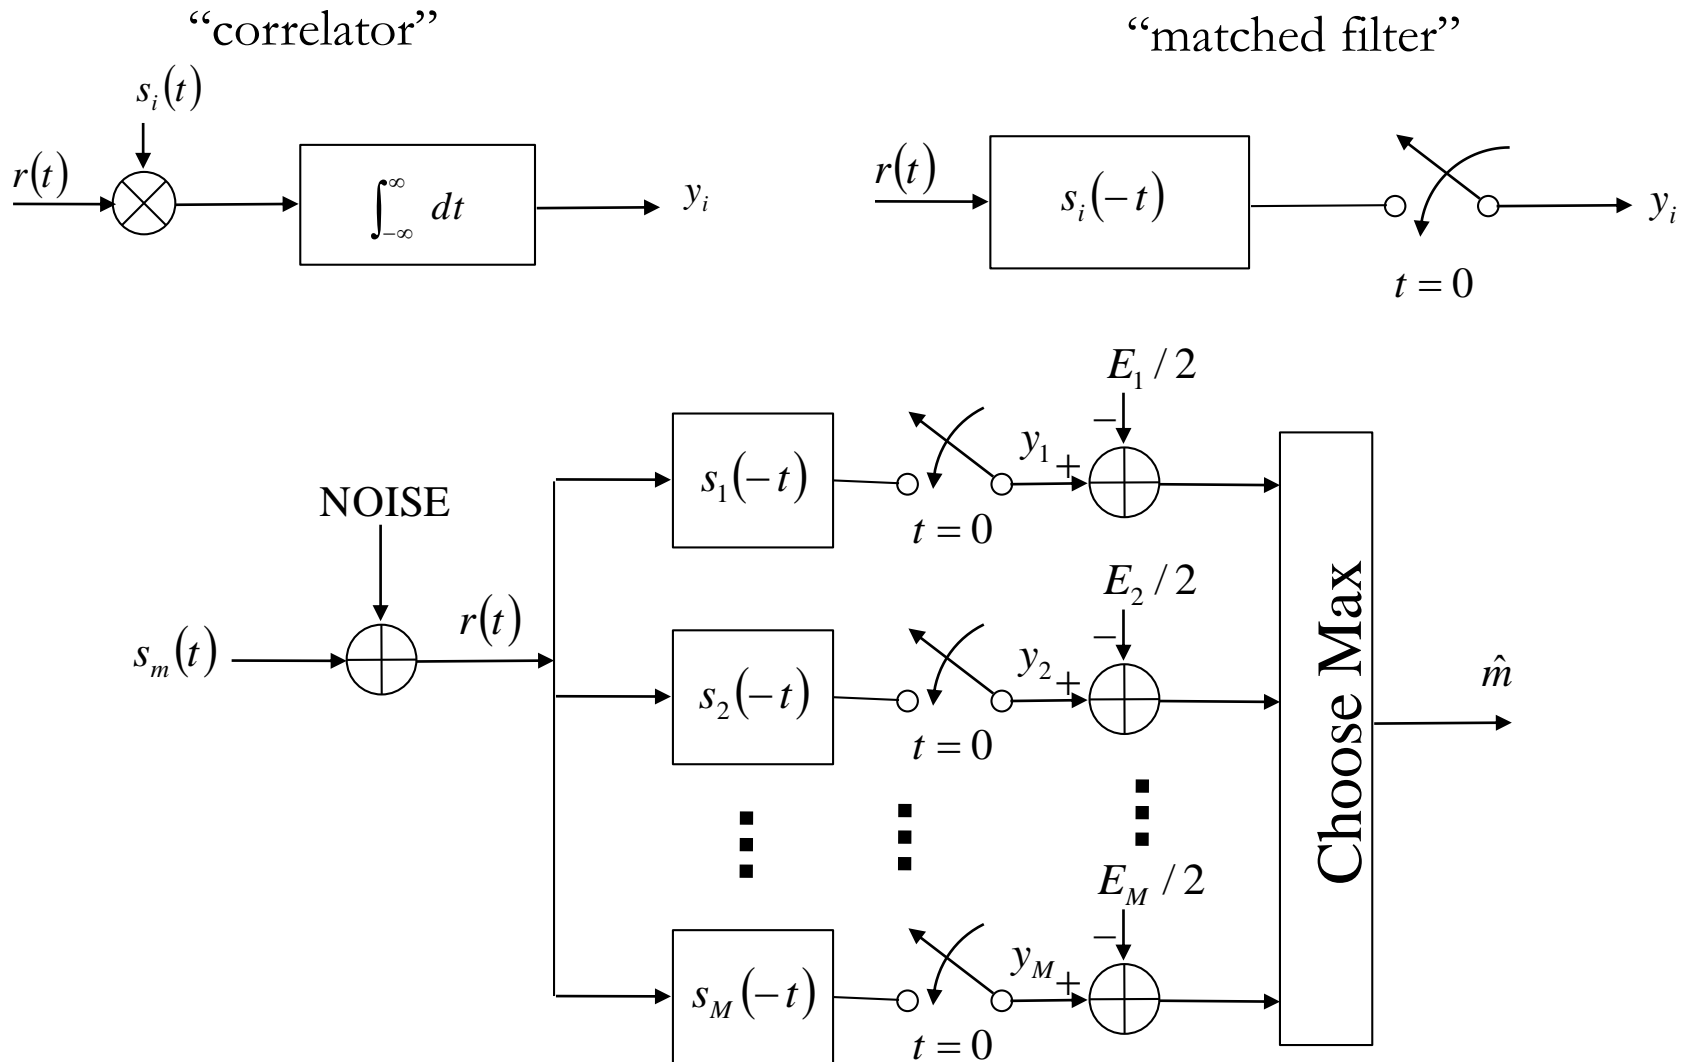 “correlator”
“matched filter”
s_i(t)
r(t)
∫_{-∞}^{∞} dt
y_i
r(t)
s_i(−t)
t = 0
y_i
NOISE
s_m(t)
r(t)
s_1(−t)
t = 0
y_1
+
−
E_1 / 2
s_2(−t)
t = 0
y_2
+
−
E_2 / 2
s_M(−t)
t = 0
y_M
+
−
E_M / 2
Choose Max
m̂